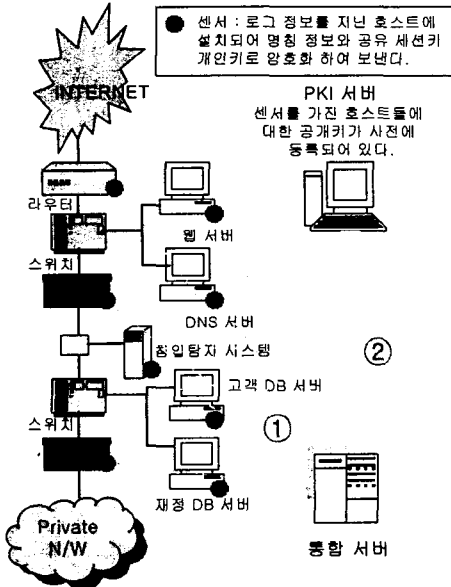 센서 : 로그 정보를 지닌 호스트에
설치되어 명칭 정보와 공유 세션키
개인키로 암호화 하여 보낸다.
INTERNET
PKI 서버
센서를 가진 호스트들에
대한 공개키가 사전에
등록되어 있다.
라우터
웹 서버
스위치
DNS 서버
침입탐자 시스템
②
고객 DB 서버
스위치
①
재정 DB 서버
Private
N/W
통합 서버